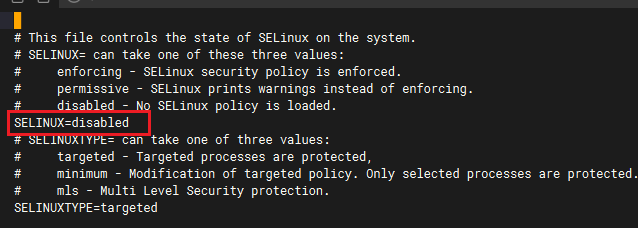 # This file controls the state of SELinux on the system.
# SELINUX= can take one of these three values:
#     enforcing - SELinux security policy is enforced.
#     permissive - SELinux prints warnings instead of enforcing.
#     disabled - No SELinux policy is loaded.
SELINUX=disabled
# SELINUXTYPE= can take one of three values:
#     targeted - Targeted processes are protected,
#     minimum - Modification of targeted policy. Only selected processes are protected.
#     mls - Multi Level Security protection.
SELINUXTYPE=targeted